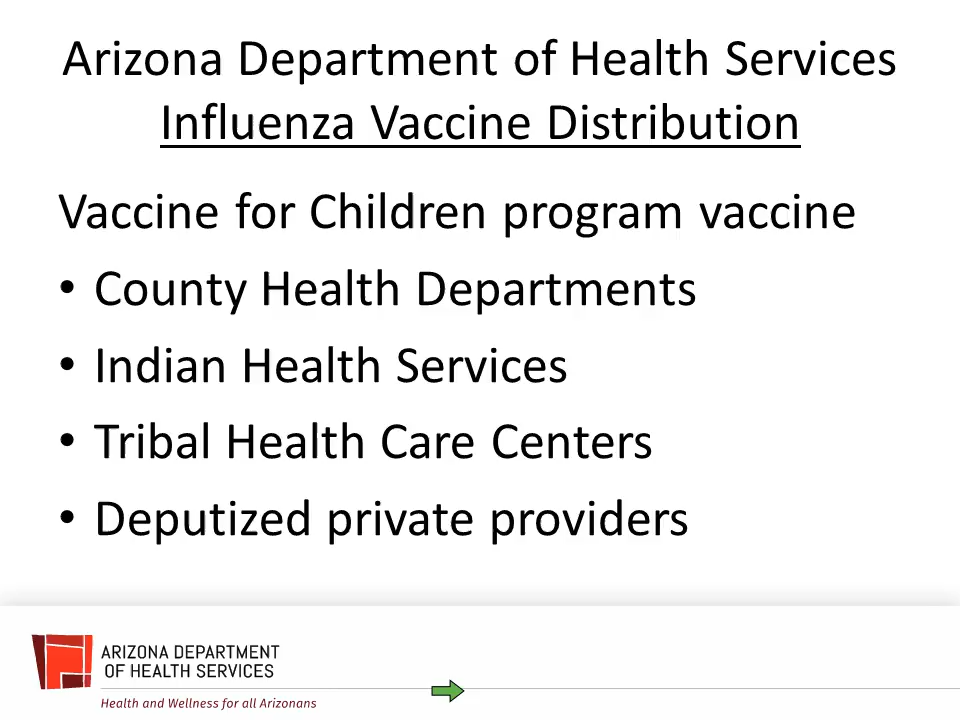 Arizona Department of Health Services
Influenza Vaccine Distribution
Vaccine for Children program vaccine
• County Health Departments
• Indian Health Services
• Tribal Health Care Centers
• Deputized private providers
ARIZONA DEPARTMENT
OF HEALTH SERVICES
Health and Wellness for all Arizonans